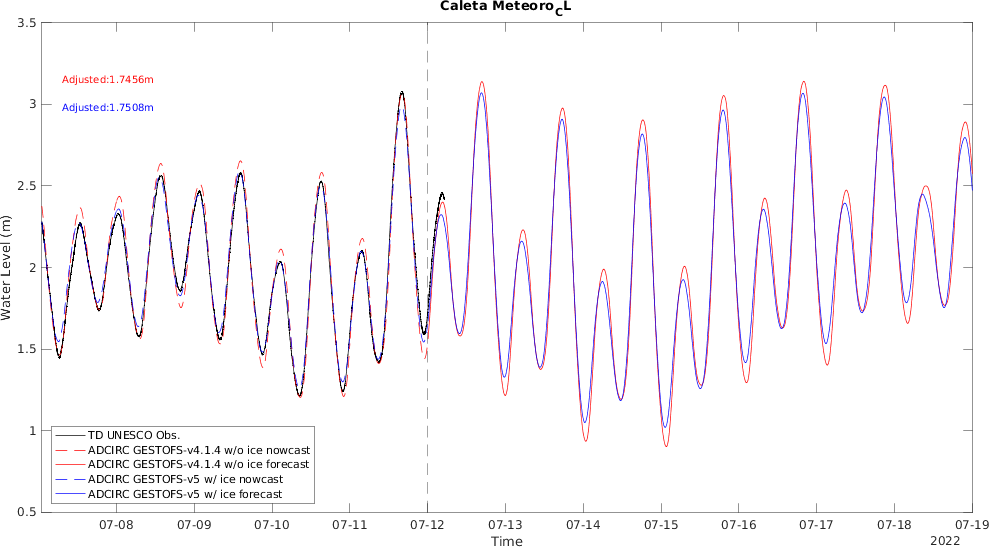 Caleta Meteoro_CL
3.5
Adjusted:1.7456m
3
Adjusted:1.7508m
2.5
2
Water Level (m)
1.5
1
0.5
TD UNESCO Obs.
ADCIRC GESTOFS-v4.1.4 w/o ice nowcast
ADCIRC GESTOFS-v4.1.4 w/o ice forecast
ADCIRC GESTOFS-v5 w/ ice nowcast
ADCIRC GESTOFS-v5 w/ ice forecast
07-08 07-09 07-10 07-11 07-12 07-13 07-14 07-15 07-16 07-17 07-18 07-19
Time
2022